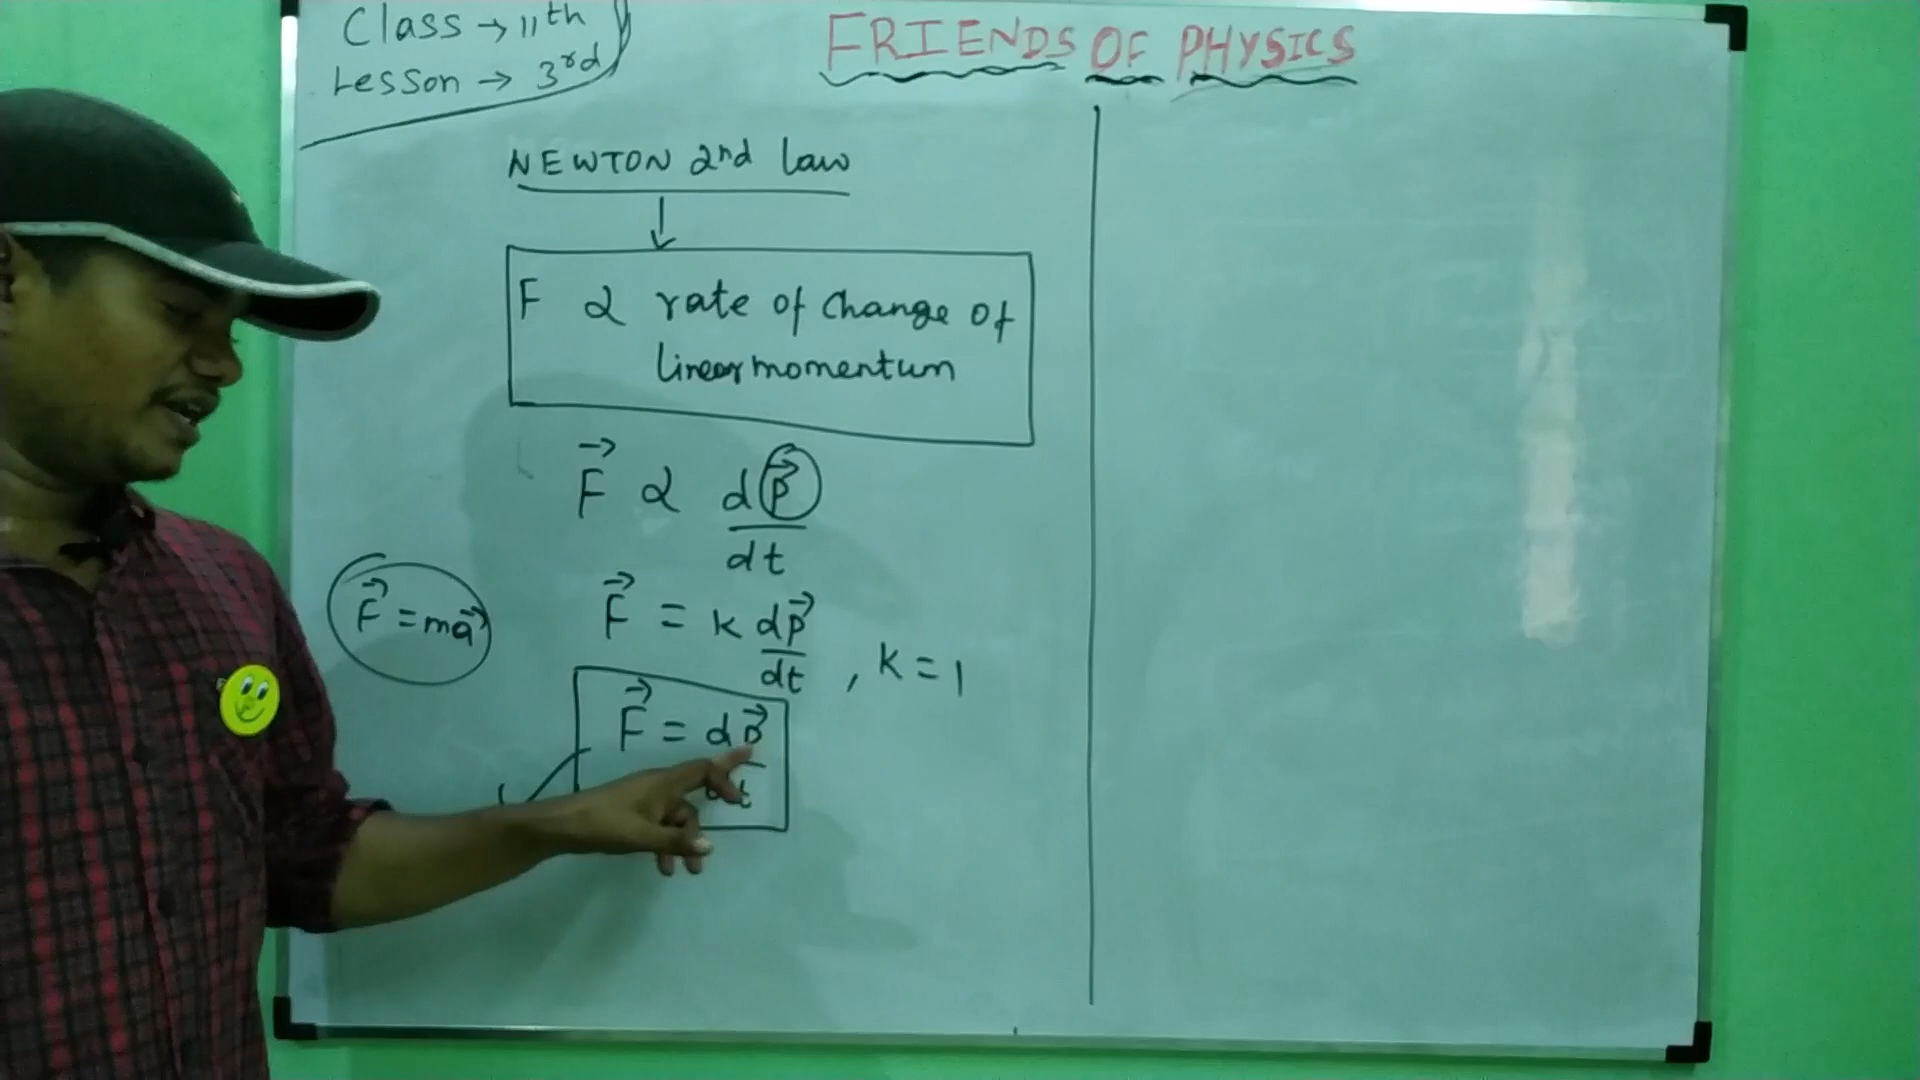 Class → 11th
Lesson → 3rd
FRIENDS OF PHYSICS
NEWTON 2nd law
F ∝ rate of change of
linear momentum
F⃗ ∝ dP⃗
dt
F⃗ = K dP⃗
dt , K = 1
F⃗ = ma⃗
F⃗ = dP⃗
dt